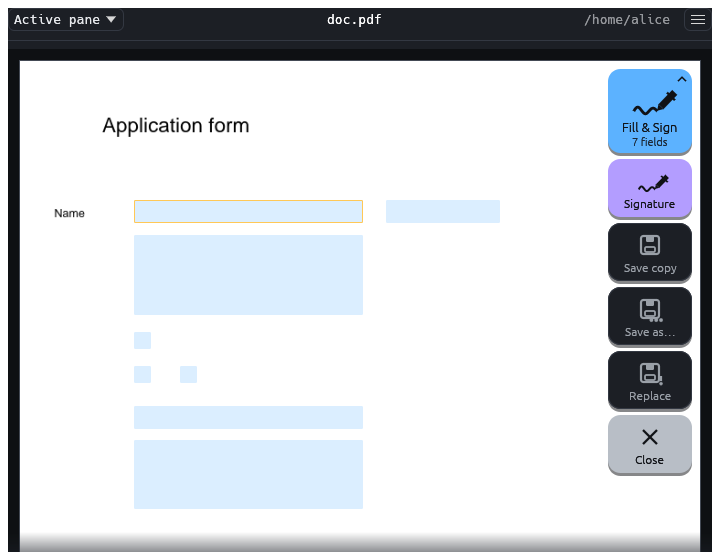 Active pane
doc.pdf
/home/alice
Application form
Name
Fill & Sign
7 fields
Signature
Save copy
Save as...
Replace
Close